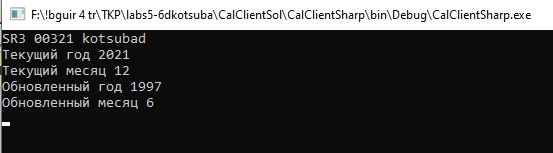 F:\!bguir 4 tr\TKP\labs5-6dkotsuba\CalClientSol\CalClientSharp\bin\Debug\CalClientSharp.exe
SR3 00321 kotsubad
Текущий год 2021
Текущий месяц 12
Обновленный год 1997
Обновленный месяц 6